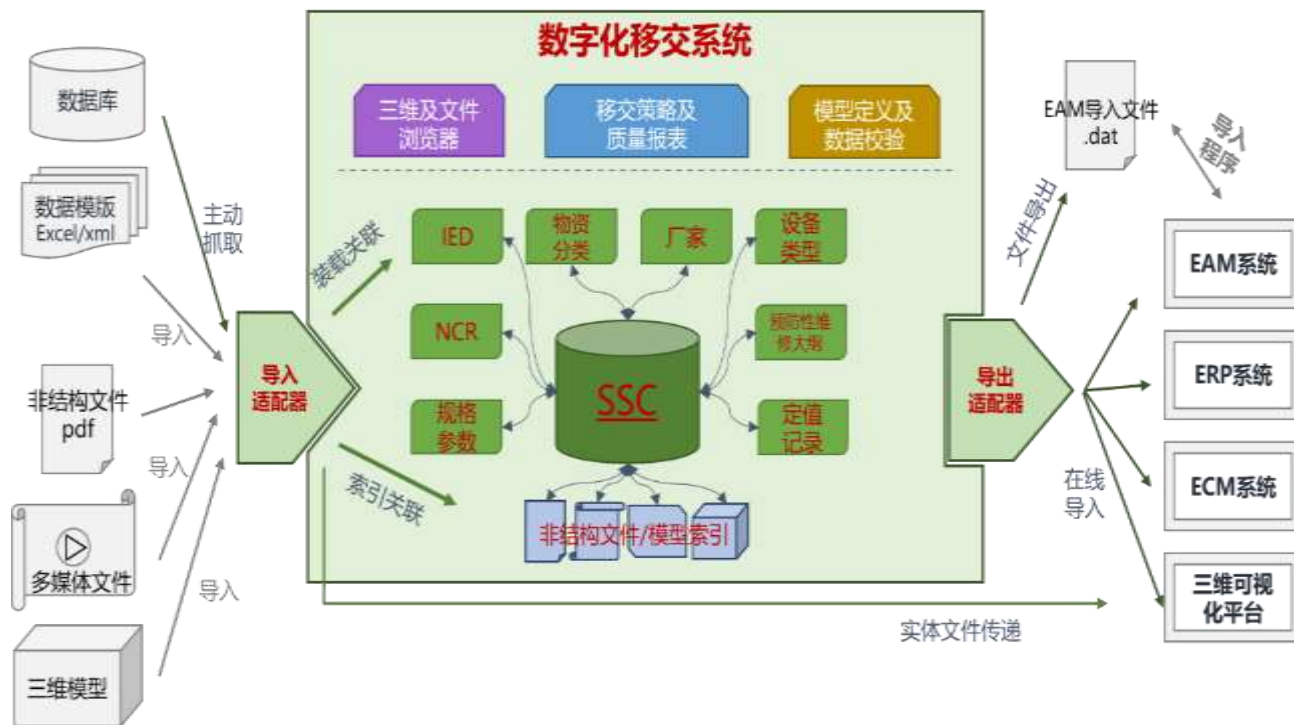 数字化移交系统
三维及文件
浏览器
移交策略及
质量报表
模型定义及
数据校验
数据库
数据模版
Excel/xml
主动
抓取
导入
非结构文件
pdf
导入
多媒体文件
导入
三维模型
导入
适配器
装载关联
索引关联
IED
物资
分类
厂家
设备
类型
NCR
预防性维
修大纲
规格
参数
定值
记录
SSC
非结构文件/模型索引
实体文件传递
导出
适配器
文件导出
EAM导入文件
.dat
导入
程序
在线
导入
EAM系统
ERP系统
ECM系统
三维可视
化平台